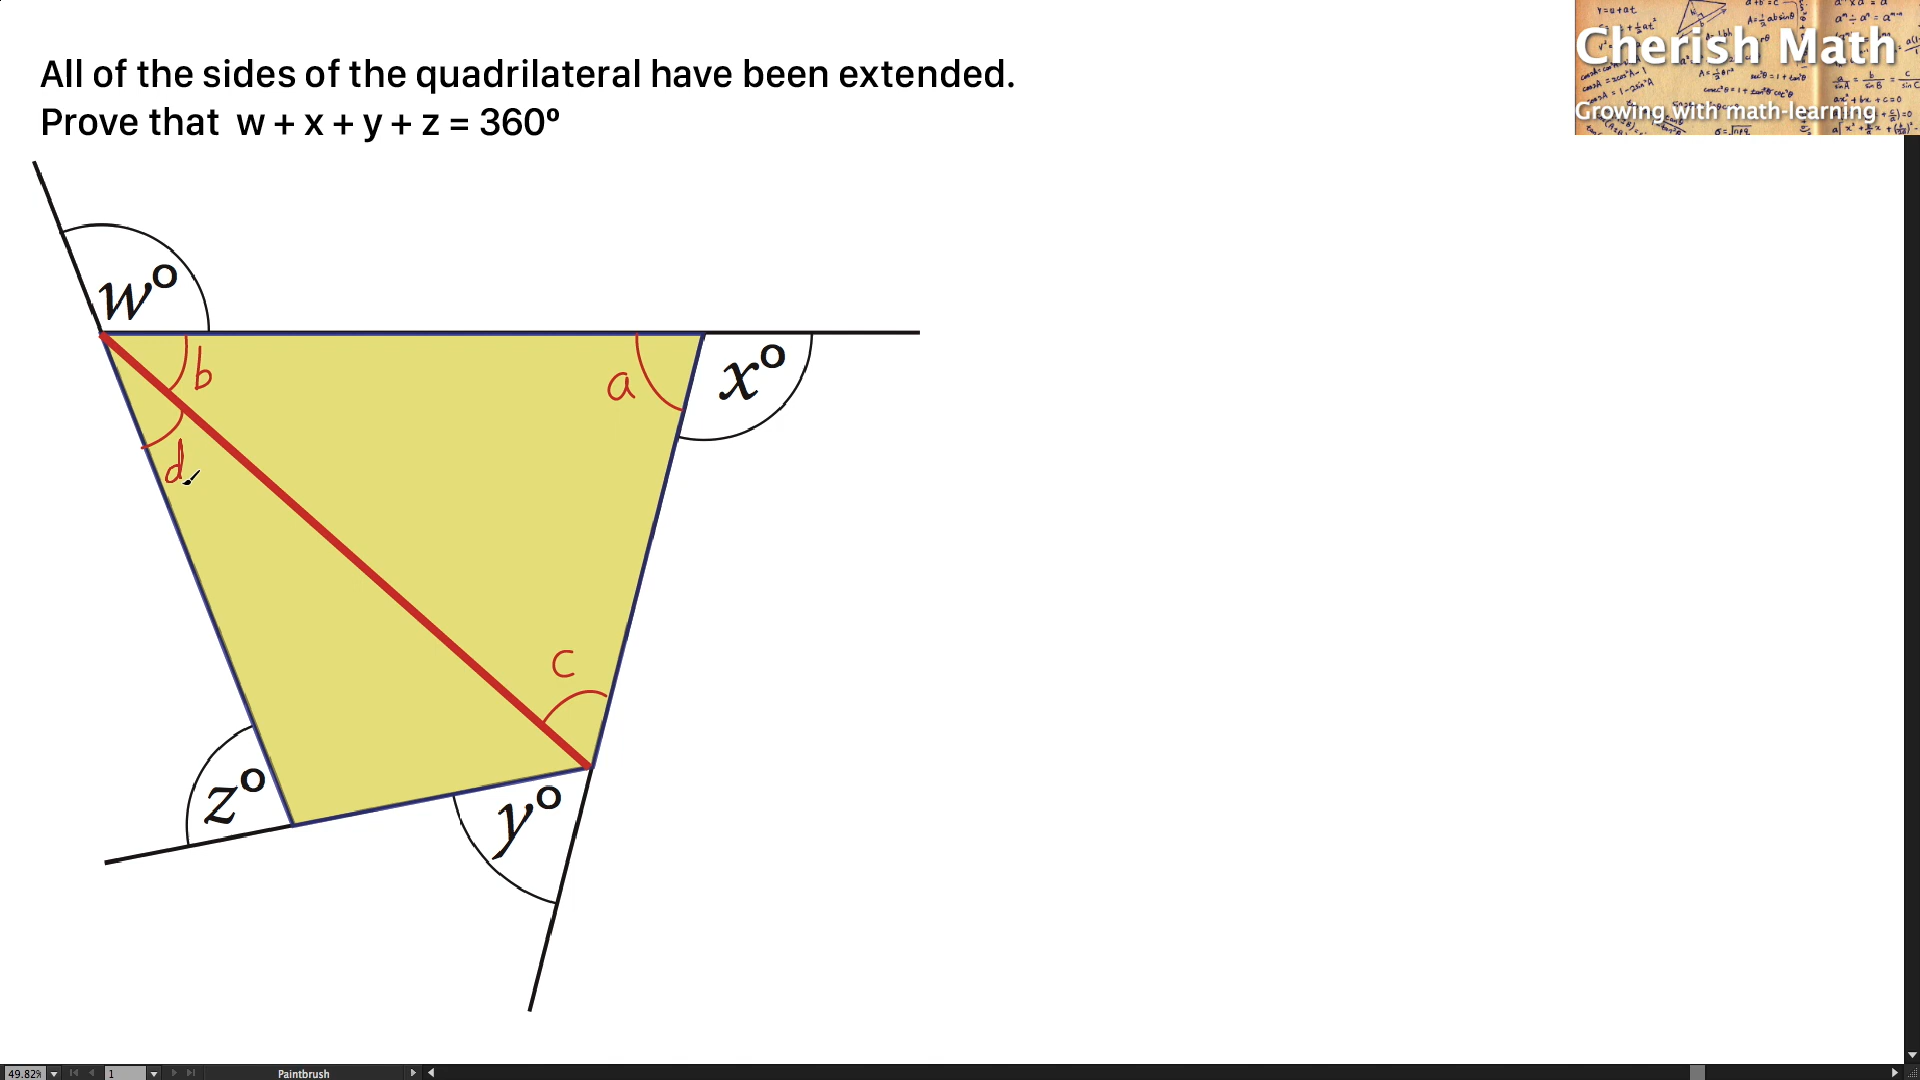 All of the sides of the quadrilateral have been extended.
Prove that w + x + y + z = 360º
Cherish Math
Growing with math-learning
wº
b
a
xº
d
c
zº
yº
49.82%
1
Paintbrush